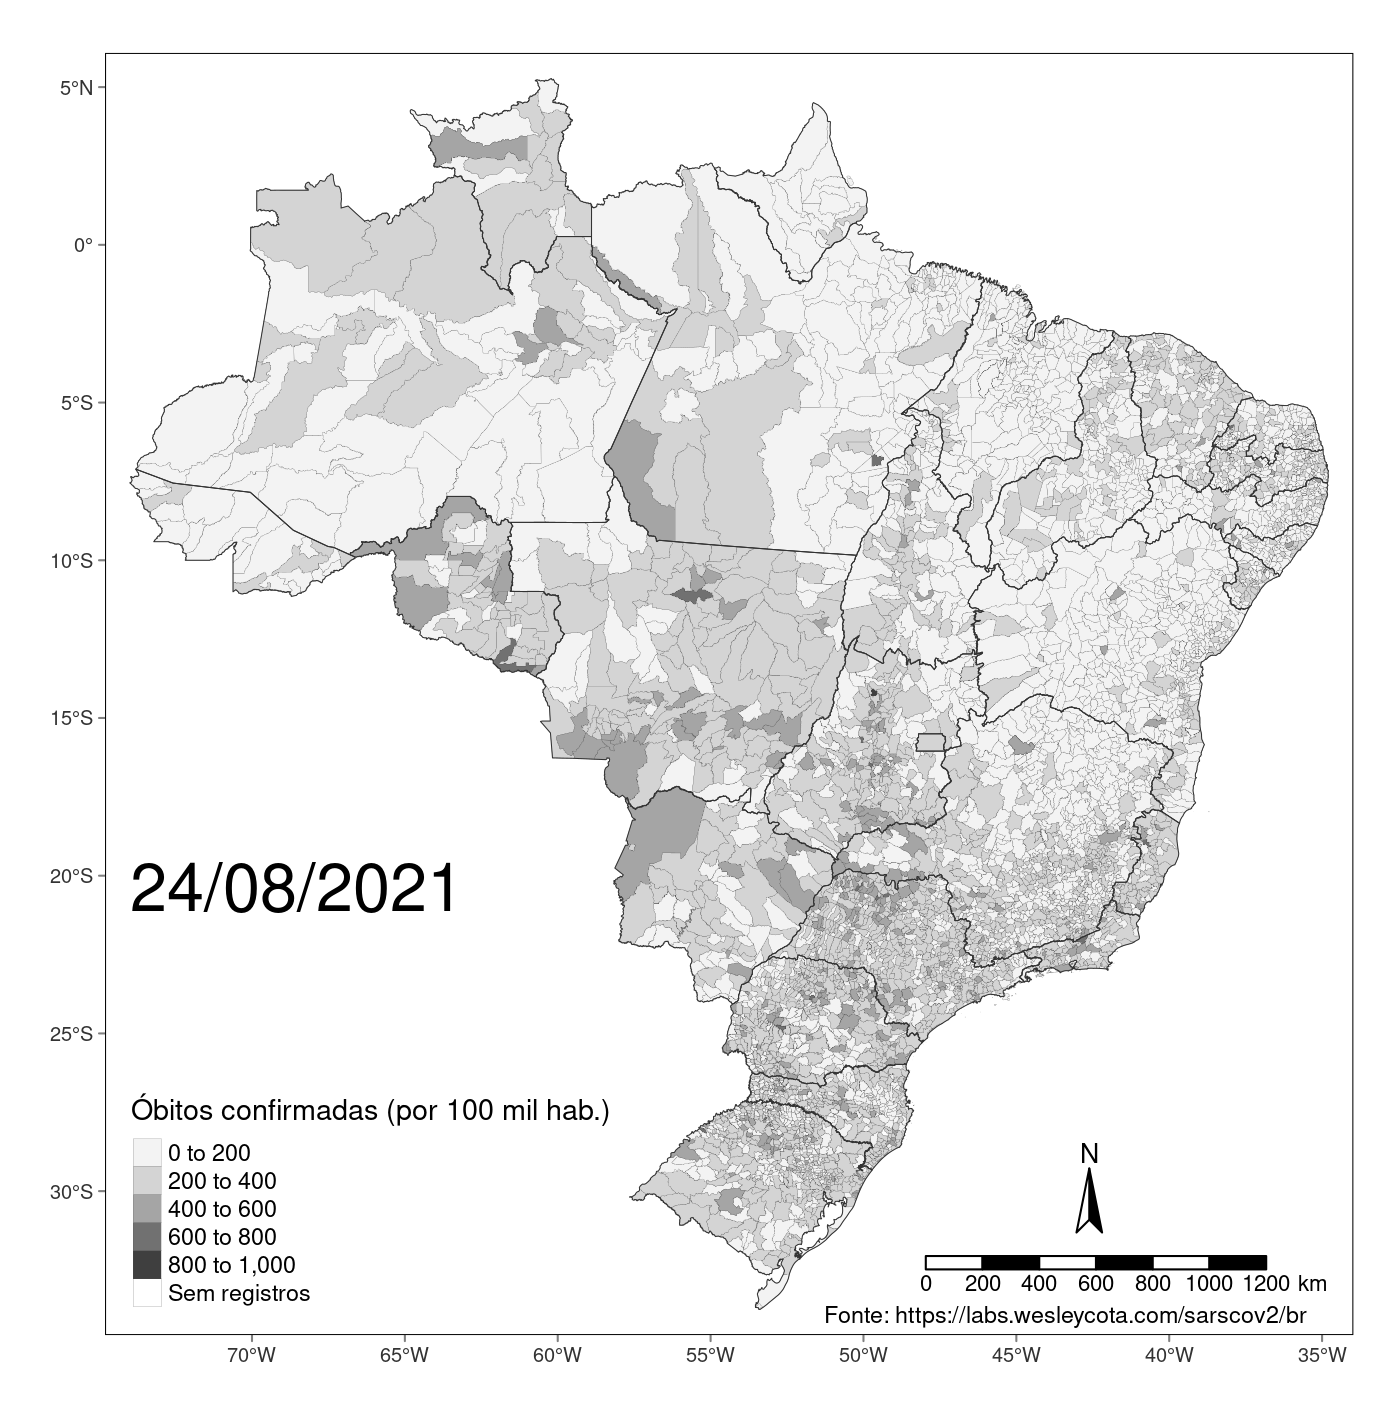 5°N
0°
5°S
10°S
15°S
20°S
25°S
30°S
24/08/2021
Óbitos confirmadas (por 100 mil hab.)
0 to 200
200 to 400
400 to 600
600 to 800
800 to 1,000
Sem registros
N
0 200 400 600 800 1000 1200 km
Fonte: https://labs.wesleycota.com/sarscov2/br
70°W 65°W 60°W 55°W 50°W 45°W 40°W 35°W